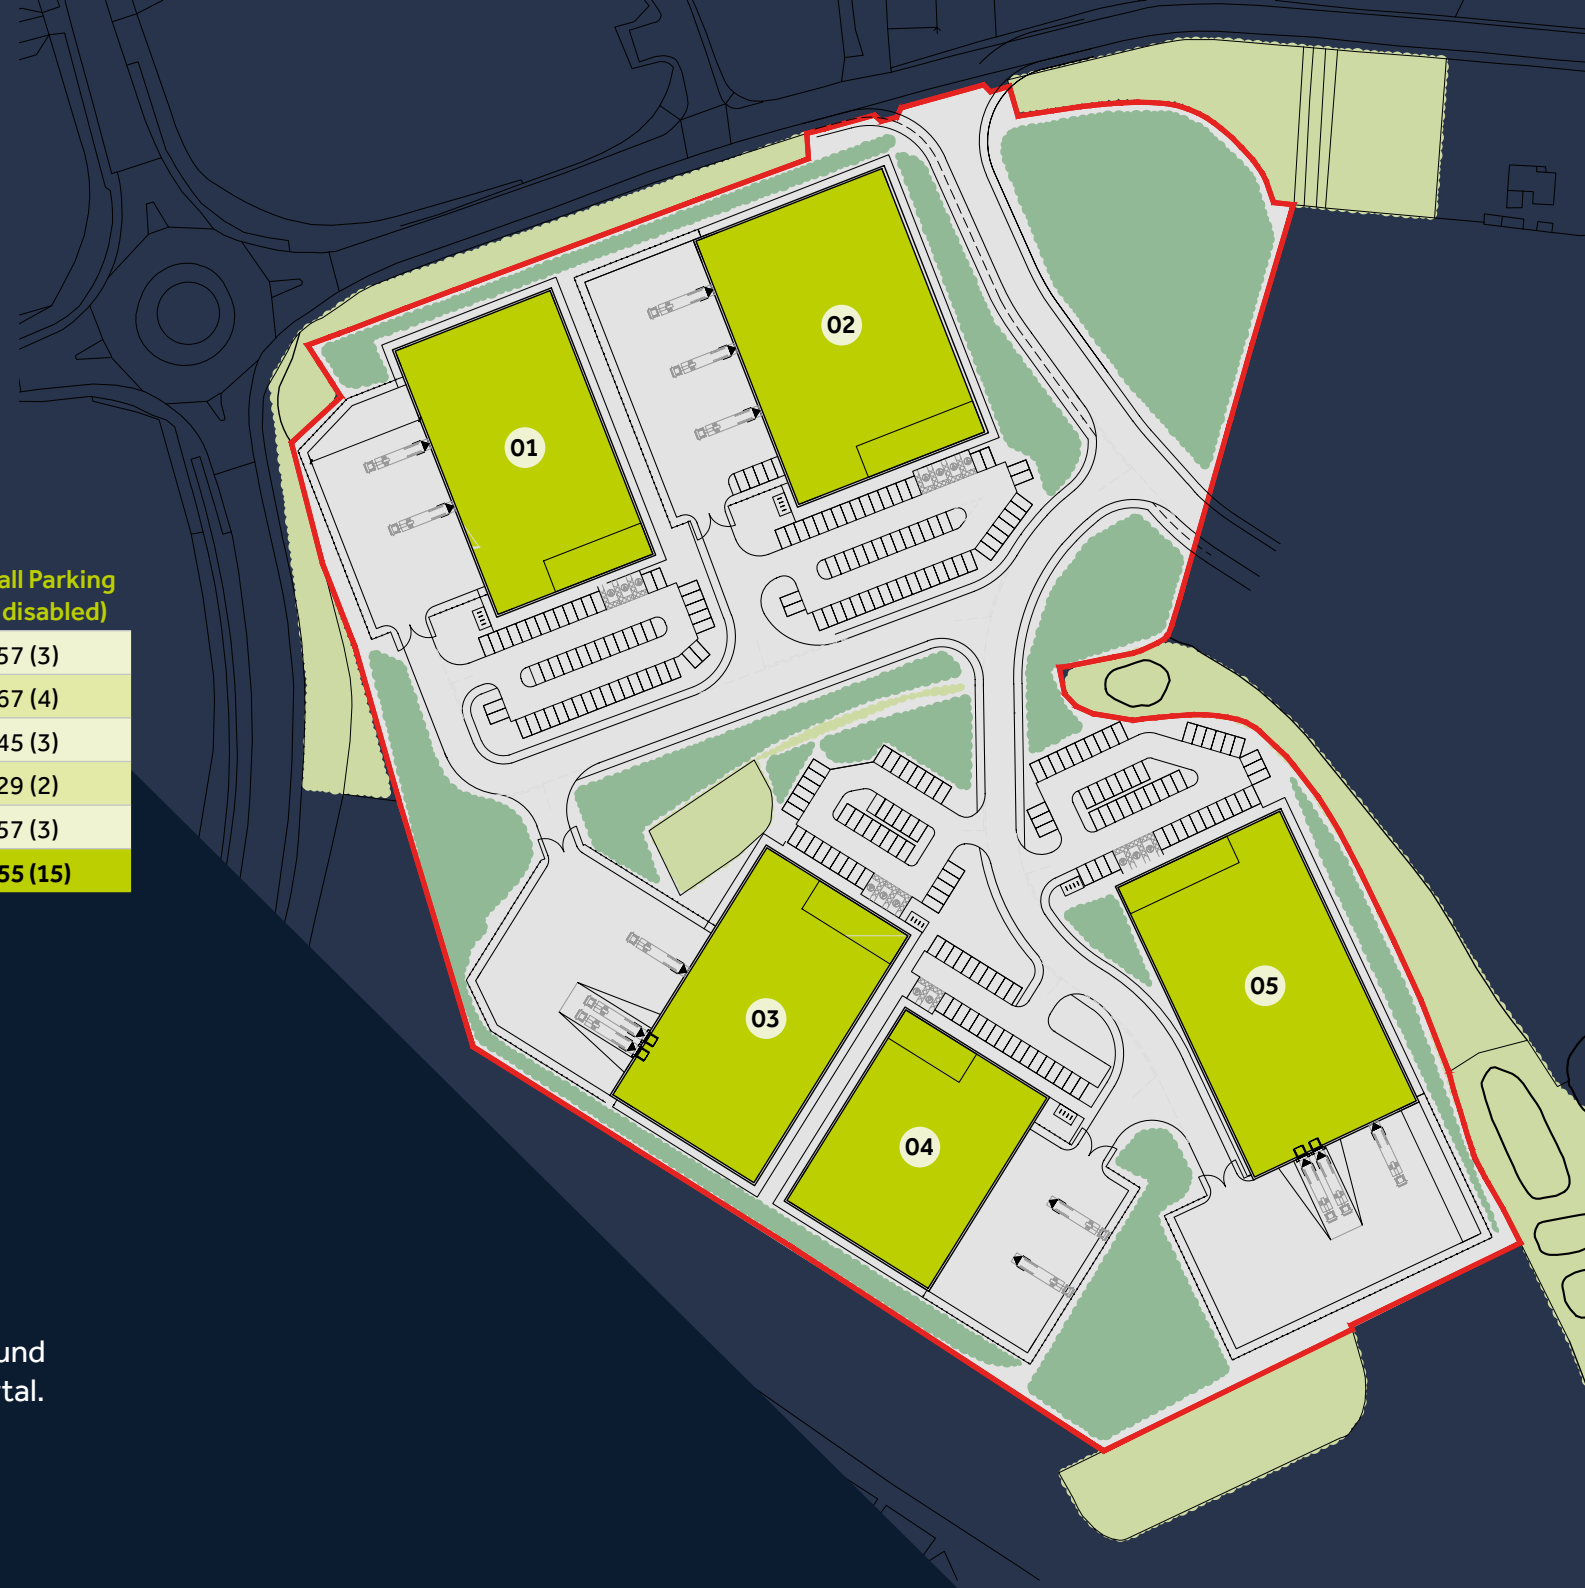 all Parking
disabled)
57 (3)
67 (4)
45 (3)
29 (2)
57 (3)
55 (15)
und
tal.
01
02
03
04
05